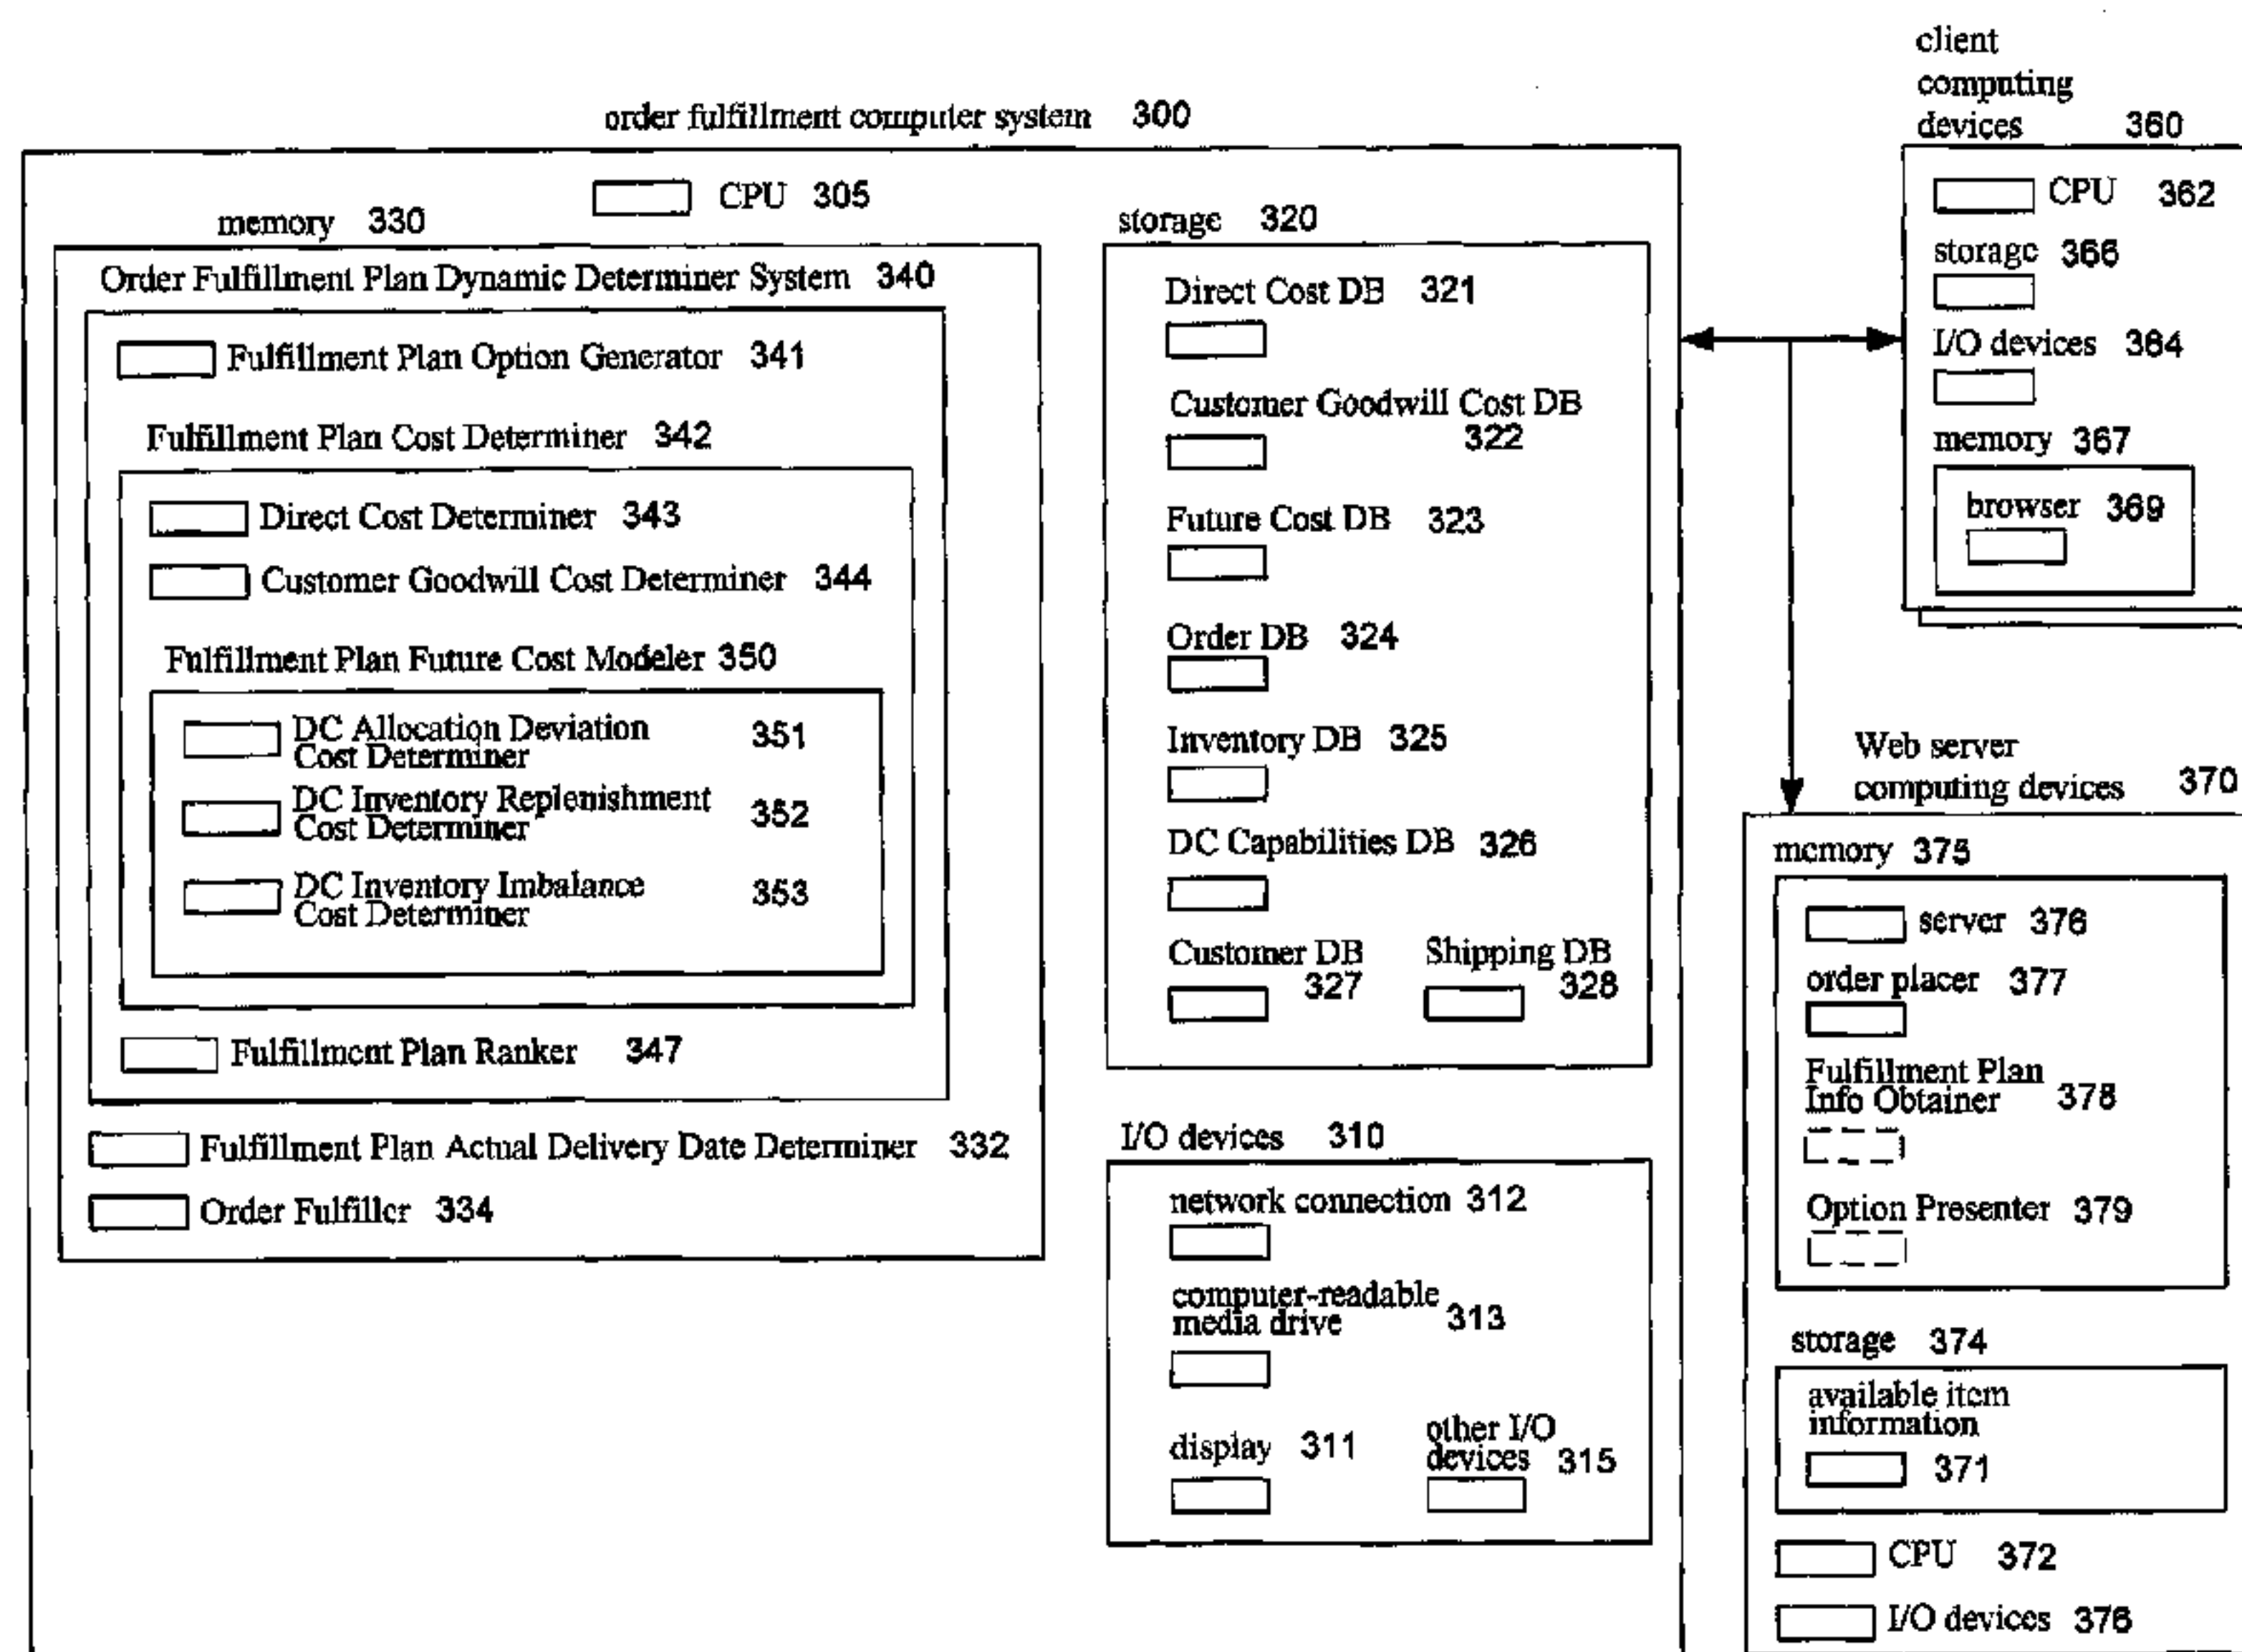 order fulfillment computer system 300
CPU 305
memory 330
Order Fulfillment Plan Dynamic Determiner System 340
Fulfillment Plan Option Generator 341
Fulfillment Plan Cost Determiner 342
Direct Cost Determiner 343
Customer Goodwill Cost Determiner 344
Fulfillment Plan Future Cost Modeler 350
DC Allocation Deviation
Cost Determiner 351
DC Inventory Replenishment
Cost Determiner 352
DC Inventory Imbalance
Cost Determiner 353
Fulfillment Plan Ranker 347
Fulfillment Plan Actual Delivery Date Determiner 332
Order Fulfiller 334
storage 320
Direct Cost DB 321
Customer Goodwill Cost DB
322
Future Cost DB 323
Order DB 324
Inventory DB 325
DC Capabilities DB 326
Customer DB
327
Shipping DB
328
I/O devices 310
network connection 312
computer-readable
media drive 313
display 311
other I/O
devices 315
client
computing
devices 360
CPU 362
storage 366
I/O devices 364
memory 367
browser 369
Web server
computing devices 370
memory 375
server 376
order placer 377
Fulfillment Plan
Info Obtainer 378
Option Presenter 379
storage 374
available item
information
371
CPU 372
I/O devices 376